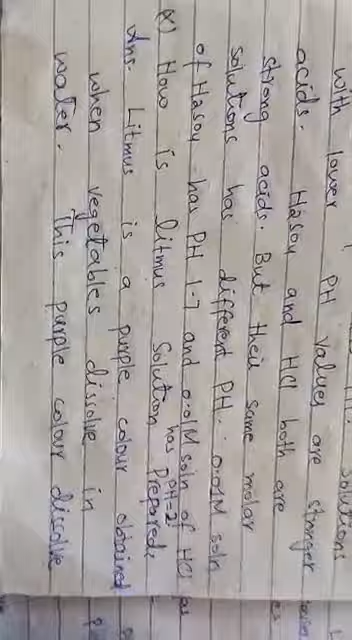 solutions
with lower PH values are stonger
acids. H2SO4 and HCl both are
strong acids. But their same molar
solutions has different PH. 0.01M soln
of H2SO4 has PH 1.7 and 0.01M soln of HCl
has PH=2.
(x) How is litmus solution prepared?
Ans. Litmus is a purple colour obtained
when vegetables dissolve in
water. This purple colour dissolve